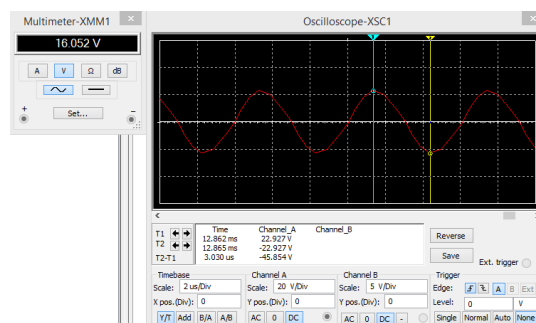 Multimeter-XMM1 ×
16.052 V
A V Ω dB
+ Set... -
Oscilloscope-XSC1 ×
Time Channel_A Channel_B
T1 12.862 ms 22.927 V
T2 12.865 ms -22.927 V
T2-T1 3.030 us -45.854 V
Reverse
Save
Ext. trigger
Timebase Channel A Channel B Trigger
Scale: 2 us/Div Scale: 20 V/Div Scale: 5 V/Div Edge: A B Ext
X pos.(Div): 0 Y pos.(Div): 0 Y pos.(Div): 0 Level: 0 V
Y/T Add B/A A/B AC 0 DC AC 0 DC - Single Normal Auto None